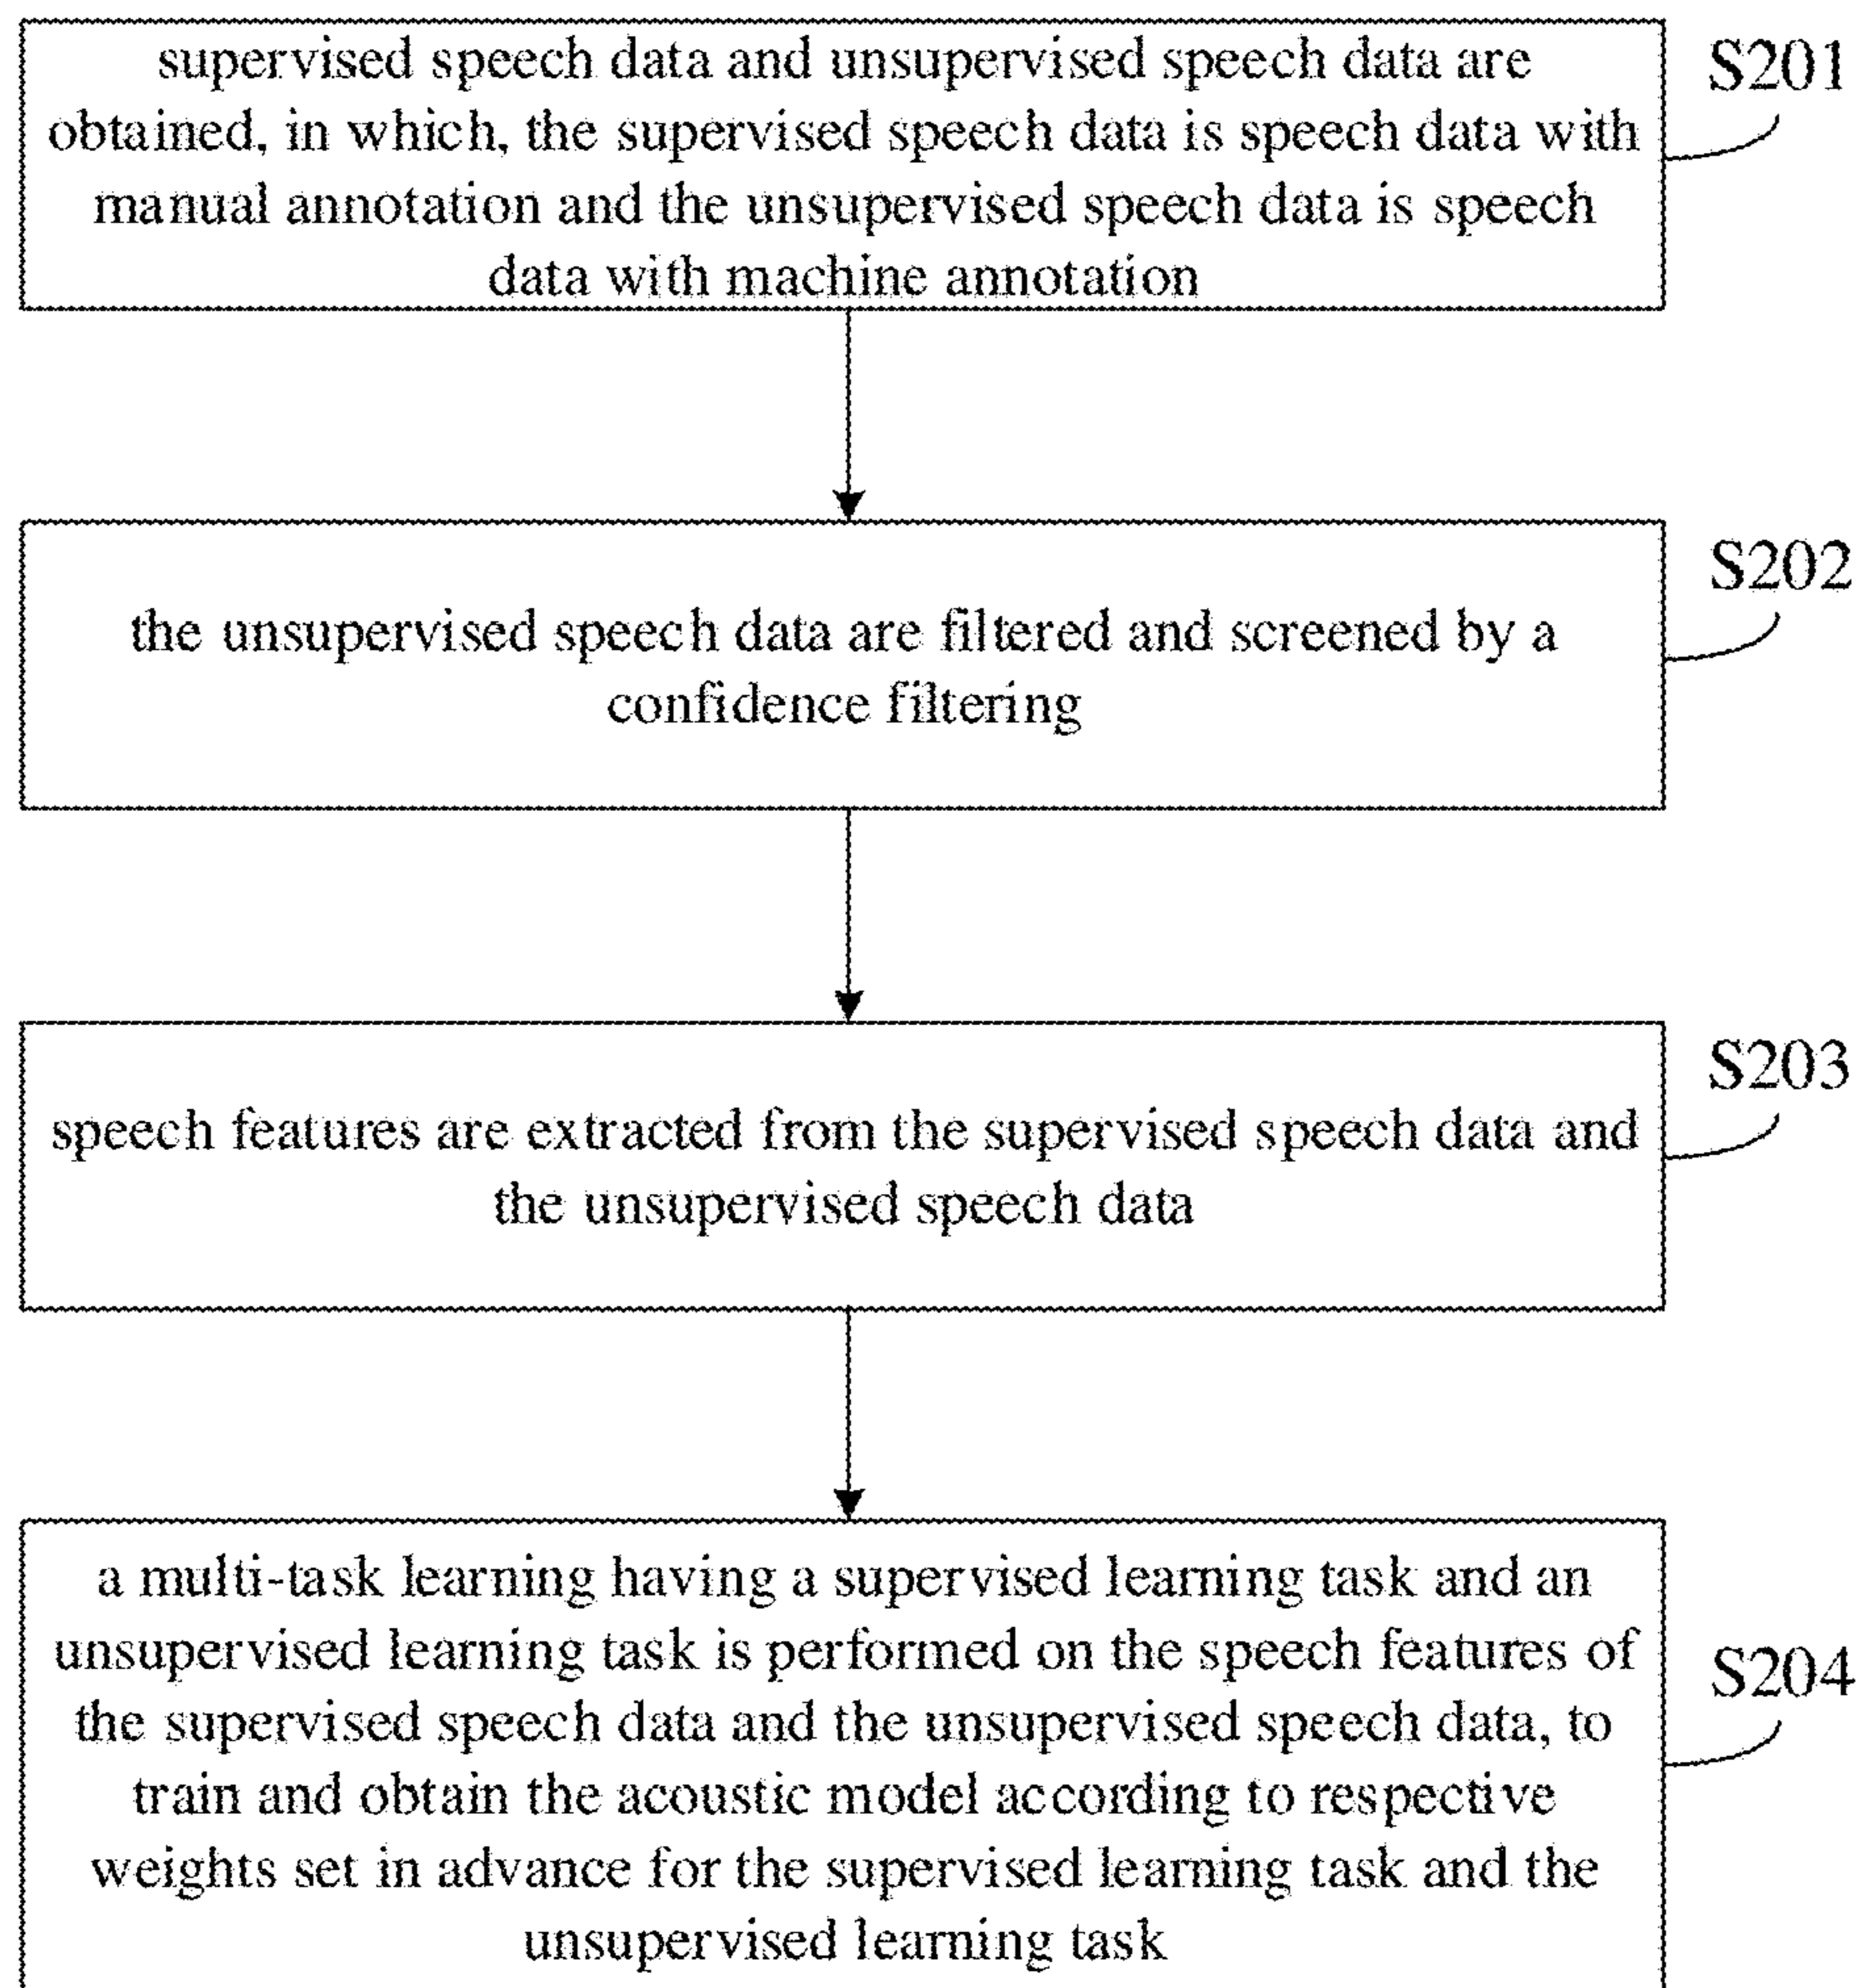 supervised speech data and unsupervised speech data are
obtained, in which, the supervised speech data is speech data with
manual annotation and the unsupervised speech data is speech
data with machine annotation
S201
the unsupervised speech data are filtered and screened by a
confidence filtering
S202
speech features are extracted from the supervised speech data and
the unsupervised speech data
S203
a multi-task learning having a supervised learning task and an
unsupervised learning task is performed on the speech features of
the supervised speech data and the unsupervised speech data, to
train and obtain the acoustic model according to respective
weights set in advance for the supervised learning task and the
unsupervised learning task
S204